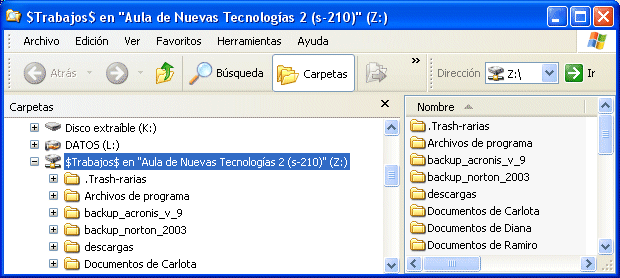 $Trabajos$ en "Aula de Nuevas Tecnologías 2 (s-210)" (Z:)
Archivo Edición Ver Favoritos Herramientas Ayuda
Atrás Búsqueda Carpetas » Dirección Z:\ Ir
Carpetas
Disco extraíble (K:)
DATOS (L:)
$Trabajos$ en "Aula de Nuevas Tecnologías 2 (s-210)" (Z:)
.Trash-rarias
Archivos de programa
backup_acronis_v_9
backup_norton_2003
descargas
Documentos de Carlota
Nombre
.Trash-rarias
Archivos de programa
backup_acronis_v_9
backup_norton_2003
descargas
Documentos de Carlota
Documentos de Diana
Documentos de Ramiro